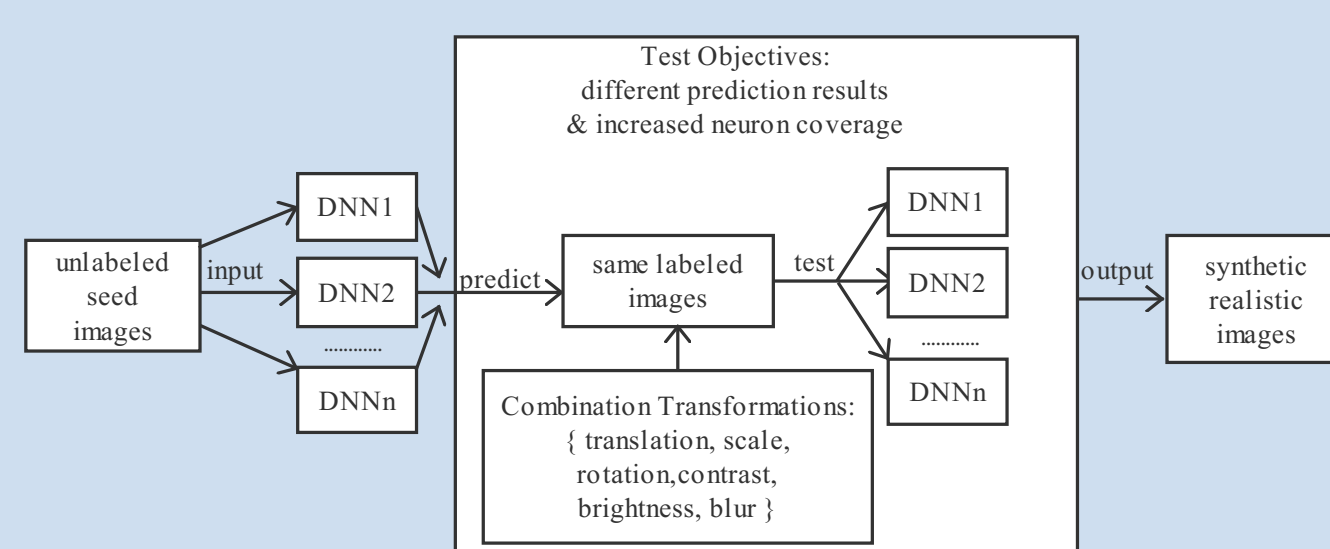 Test Objectives:
different prediction results
& increased neuron coverage
unlabeled
seed
images
input
DNN1
DNN2
............
DNNn
predict
same labeled
images
test
DNN1
DNN2
............
DNNn
Combination Transformations:
{ translation, scale,
rotation,contrast,
brightness, blur }
output
synthetic
realistic
images